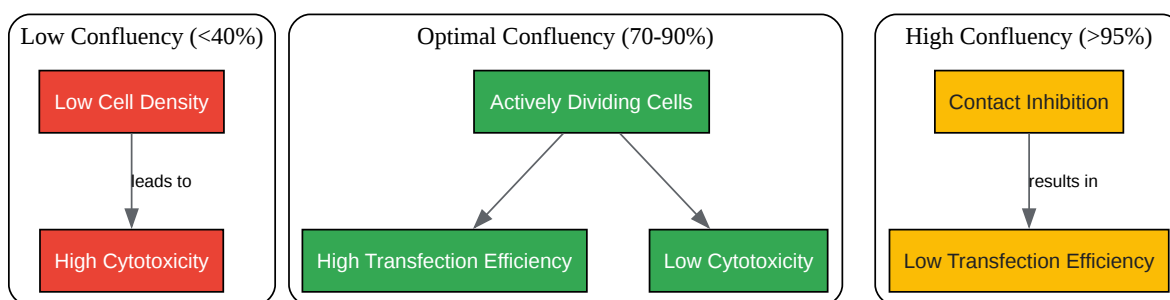 Low Confluency (<40%)
Low Cell Density
leads to
High Cytotoxicity
Optimal Confluency (70-90%)
Actively Dividing Cells
High Transfection Efficiency
Low Cytotoxicity
High Confluency (>95%)
Contact Inhibition
results in
Low Transfection Efficiency